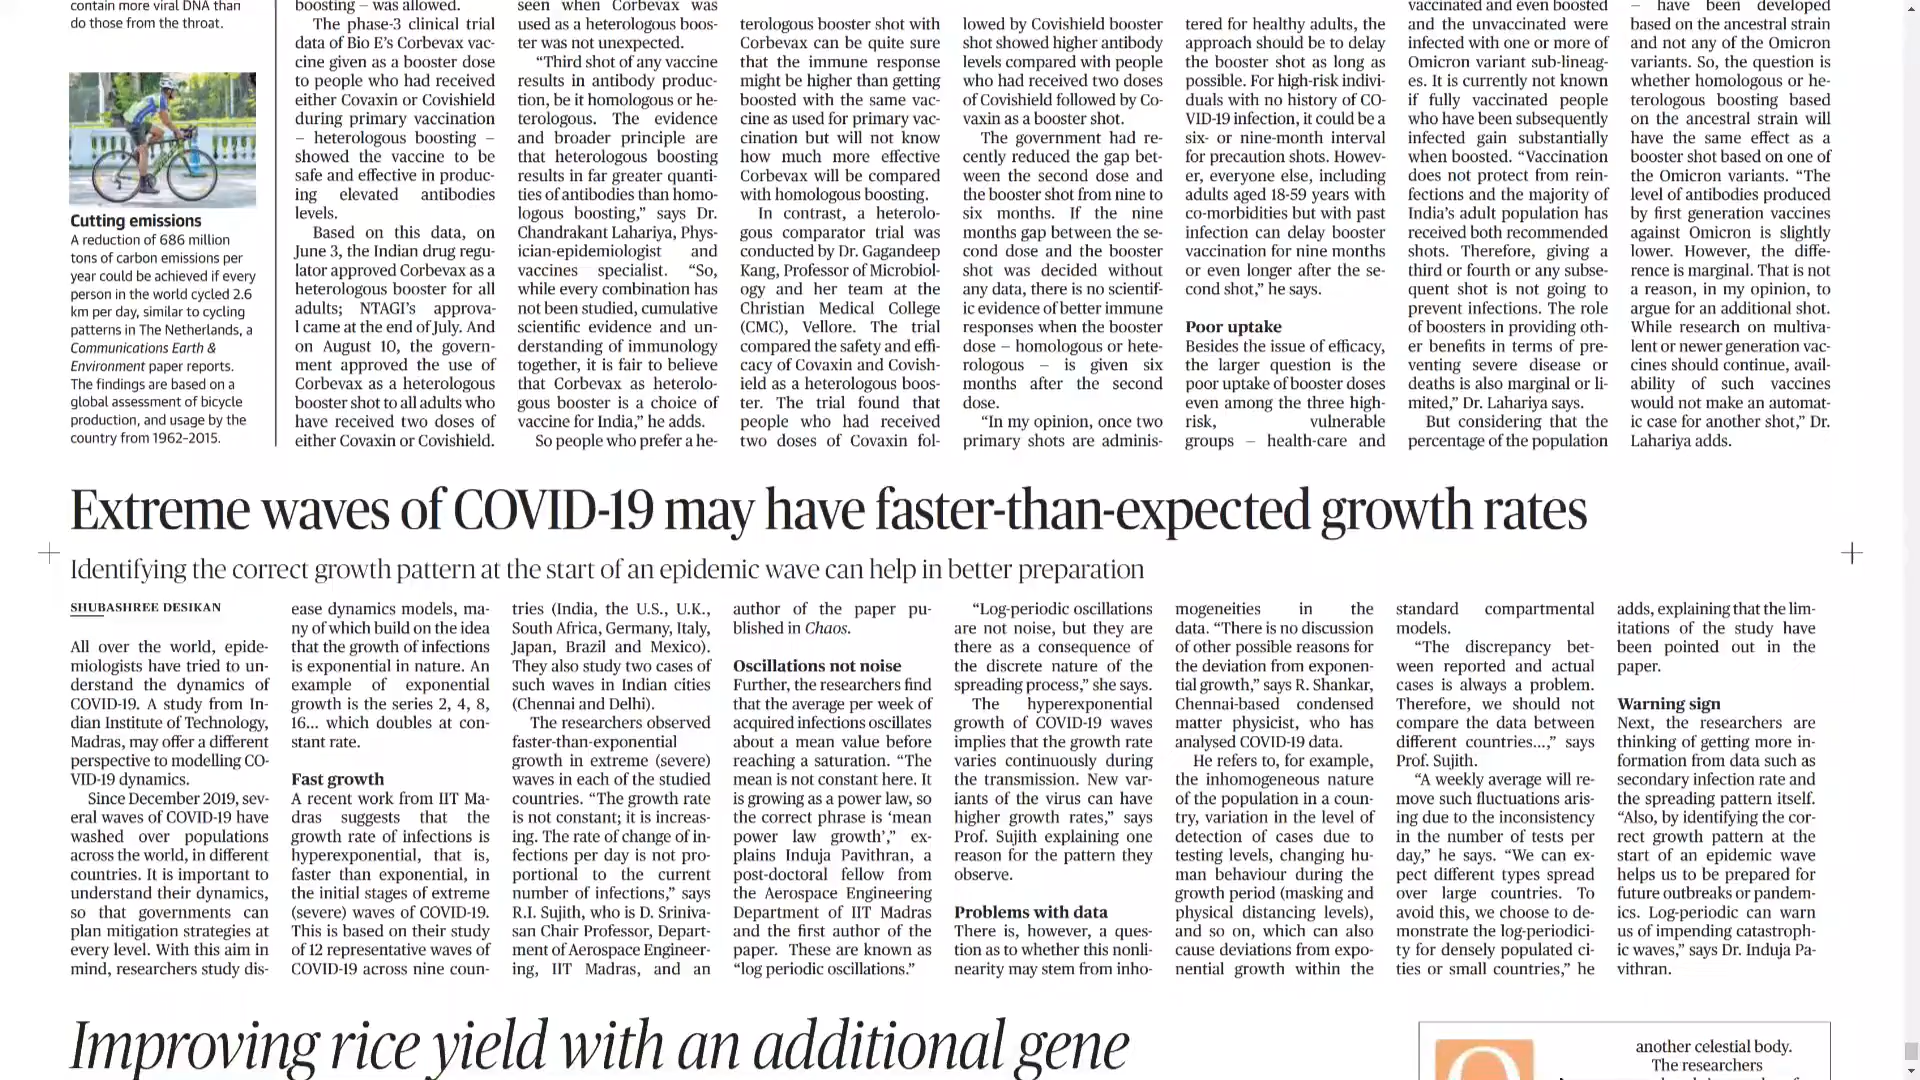 contain more viral DNA than
do those from the throat.
Cutting emissions
A reduction of 686 million
tons of carbon emissions per
year could be achieved if every
person in the world cycled 2.6
km per day, similar to cycling
patterns in The Netherlands, a
Communications Earth &
Environment paper reports.
The findings are based on a
global assessment of bicycle
production, and usage by the
country from 1962–2015.
boosting – was allowed.
The phase-3 clinical trial
data of Bio E's Corbevax vac-
cine given as a booster dose
to people who had received
either Covaxin or Covishield
during primary vaccination
– heterologous boosting –
showed the vaccine to be
safe and effective in produc-
ing elevated antibodies
levels.
Based on this data, on
June 3, the Indian drug regu-
lator approved Corbevax as a
heterologous booster for all
adults; NTAGI's approva-
l came at the end of July. And
on August 10, the govern-
ment approved the use of
Corbevax as a heterologous
booster shot to all adults who
have received two doses of
either Covaxin or Covishield.
seen when Corbevax was
used as a heterologous boos-
ter was not unexpected.
“Third shot of any vaccine
results in antibody produc-
tion, be it homologous or he-
terologous. The evidence
and broader principle are
that heterologous boosting
results in far greater quanti-
ties of antibodies than homo-
logous boosting,” says Dr.
Chandrakant Lahariya, Phys-
ician-epidemiologist and
vaccines specialist. “So,
while every combination has
not been studied, cumulative
scientific evidence and un-
derstanding of immunology
together, it is fair to believe
that Corbevax as heterolo-
gous booster is a choice of
vaccine for India,” he adds.
So people who prefer a he-
terologous booster shot with
Corbevax can be quite sure
that the immune response
might be higher than getting
boosted with the same vac-
cine as used for primary vac-
cination but will not know
how much more effective
Corbevax will be compared
with homologous boosting.
In contrast, a heterolo-
gous comparator trial was
conducted by Dr. Gagandeep
Kang, Professor of Microbiol-
ogy and her team at the
Christian Medical College
(CMC), Vellore. The trial
compared the safety and effi-
cacy of Covaxin and Covish-
ield as a heterologous boos-
ter. The trial found that
people who had received
two doses of Covaxin fol-
lowed by Covishield booster
shot showed higher antibody
levels compared with people
who had received two doses
of Covishield followed by Co-
vaxin as a booster shot.
The government had re-
cently reduced the gap bet-
ween the second dose and
the booster shot from nine to
six months. If the nine
months gap between the se-
cond dose and the booster
shot was decided without
any data, there is no scientif-
ic evidence of better immune
responses when the booster
dose – homologous or hete-
rologous – is given six
months after the second
dose.
“In my opinion, once two
primary shots are adminis-
tered for healthy adults, the
approach should be to delay
the booster shot as long as
possible. For high-risk indivi-
duals with no history of CO-
VID-19 infection, it could be a
six- or nine-month interval
for precaution shots. Howev-
er, everyone else, including
adults aged 18-59 years with
co-morbidities but with past
infection can delay booster
vaccination for nine months
or even longer after the se-
cond shot,” he says.
Poor uptake
Besides the issue of efficacy,
the larger question is the
poor uptake of booster doses
even among the three high-
risk, vulnerable
groups – health-care and
vaccinated and even boosted
and the unvaccinated were
infected with one or more of
Omicron variant sub-lineag-
es. It is currently not known
if fully vaccinated people
who have been subsequently
infected gain substantially
when boosted. “Vaccination
does not protect from rein-
fections and the majority of
India's adult population has
received both recommended
shots. Therefore, giving a
third or fourth or any subse-
quent shot is not going to
prevent infections. The role
of boosters in providing oth-
er benefits in terms of pre-
venting severe disease or
deaths is also marginal or li-
mited,” Dr. Lahariya says.
But considering that the
percentage of the population
– have been developed
based on the ancestral strain
and not any of the Omicron
variants. So, the question is
whether homologous or he-
terologous boosting based
on the ancestral strain will
have the same effect as a
booster shot based on one of
the Omicron variants. “The
level of antibodies produced
by first generation vaccines
against Omicron is slightly
lower. However, the diffe-
rence is marginal. That is not
a reason, in my opinion, to
argue for an additional shot.
While research on multiva-
lent or newer generation vac-
cines should continue, avail-
ability of such vaccines
would not make an automat-
ic case for another shot,” Dr.
Lahariya adds.
Extreme waves of COVID-19 may have faster-than-expected growth rates
Identifying the correct growth pattern at the start of an epidemic wave can help in better preparation
SHUBASHREE DESIKAN
All over the world, epide-
miologists have tried to un-
derstand the dynamics of
COVID-19. A study from In-
dian Institute of Technology,
Madras, may offer a different
perspective to modelling CO-
VID-19 dynamics.
Since December 2019, sev-
eral waves of COVID-19 have
washed over populations
across the world, in different
countries. It is important to
understand their dynamics,
so that governments can
plan mitigation strategies at
every level. With this aim in
mind, researchers study dis-
ease dynamics models, ma-
ny of which build on the idea
that the growth of infections
is exponential in nature. An
example of exponential
growth is the series 2, 4, 8,
16... which doubles at con-
stant rate.
Fast growth
A recent work from IIT Ma-
dras suggests that the
growth rate of infections is
hyperexponential, that is,
faster than exponential, in
the initial stages of extreme
(severe) waves of COVID-19.
This is based on their study
of 12 representative waves of
COVID-19 across nine coun-
tries (India, the U.S., U.K.,
South Africa, Germany, Italy,
Japan, Brazil and Mexico).
They also study two cases of
such waves in Indian cities
(Chennai and Delhi).
The researchers observed
faster-than-exponential
growth in extreme (severe)
waves in each of the studied
countries. “The growth rate
is not constant; it is increas-
ing. The rate of change of in-
fections per day is not pro-
portional to the current
number of infections,” says
R.I. Sujith, who is D. Sriniva-
san Chair Professor, Depart-
ment of Aerospace Engineer-
ing, IIT Madras, and an
author of the paper pu-
blished in Chaos.
Oscillations not noise
Further, the researchers find
that the average per week of
acquired infections oscillates
about a mean value before
reaching a saturation. “The
mean is not constant here. It
is growing as a power law, so
the correct phrase is ‘mean
power law growth’,” ex-
plains Induja Pavithran, a
post-doctoral fellow from
the Aerospace Engineering
Department of IIT Madras
and the first author of the
paper. These are known as
“log periodic oscillations.”
“Log-periodic oscillations
are not noise, but they are
there as a consequence of
the discrete nature of the
spreading process,” she says.
The hyperexponential
growth of COVID-19 waves
implies that the growth rate
varies continuously during
the transmission. New var-
iants of the virus can have
higher growth rates,” says
Prof. Sujith explaining one
reason for the pattern they
observe.
Problems with data
There is, however, a ques-
tion as to whether this nonli-
nearity may stem from inho-
mogeneities in the
data. “There is no discussion
of other possible reasons for
the deviation from exponen-
tial growth,” says R. Shankar,
Chennai-based condensed
matter physicist, who has
analysed COVID-19 data.
He refers to, for example,
the inhomogeneous nature
of the population in a coun-
try, variation in the level of
detection of cases due to
testing levels, changing hu-
man behaviour during the
growth period (masking and
physical distancing levels),
and so on, which can also
cause deviations from expo-
nential growth within the
standard compartmental
models.
“The discrepancy bet-
ween reported and actual
cases is always a problem.
Therefore, we should not
compare the data between
different countries...,” says
Prof. Sujith.
“A weekly average will re-
move such fluctuations aris-
ing due to the inconsistency
in the number of tests per
day,” he says. “We can ex-
pect different types spread
over large countries. To
avoid this, we choose to de-
monstrate the log-periodici-
ty for densely populated ci-
ties or small countries,” he
adds, explaining that the lim-
itations of the study have
been pointed out in the
paper.
Warning sign
Next, the researchers are
thinking of getting more in-
formation from data such as
secondary infection rate and
the spreading pattern itself.
“Also, by identifying the cor-
rect growth pattern at the
start of an epidemic wave
helps us to be prepared for
future outbreaks or pandem-
ics. Log-periodic can warn
us of impending catastroph-
ic waves,” says Dr. Induja Pa-
vithran.
Improving rice yield with an additional gene
another celestial body.
The researchers